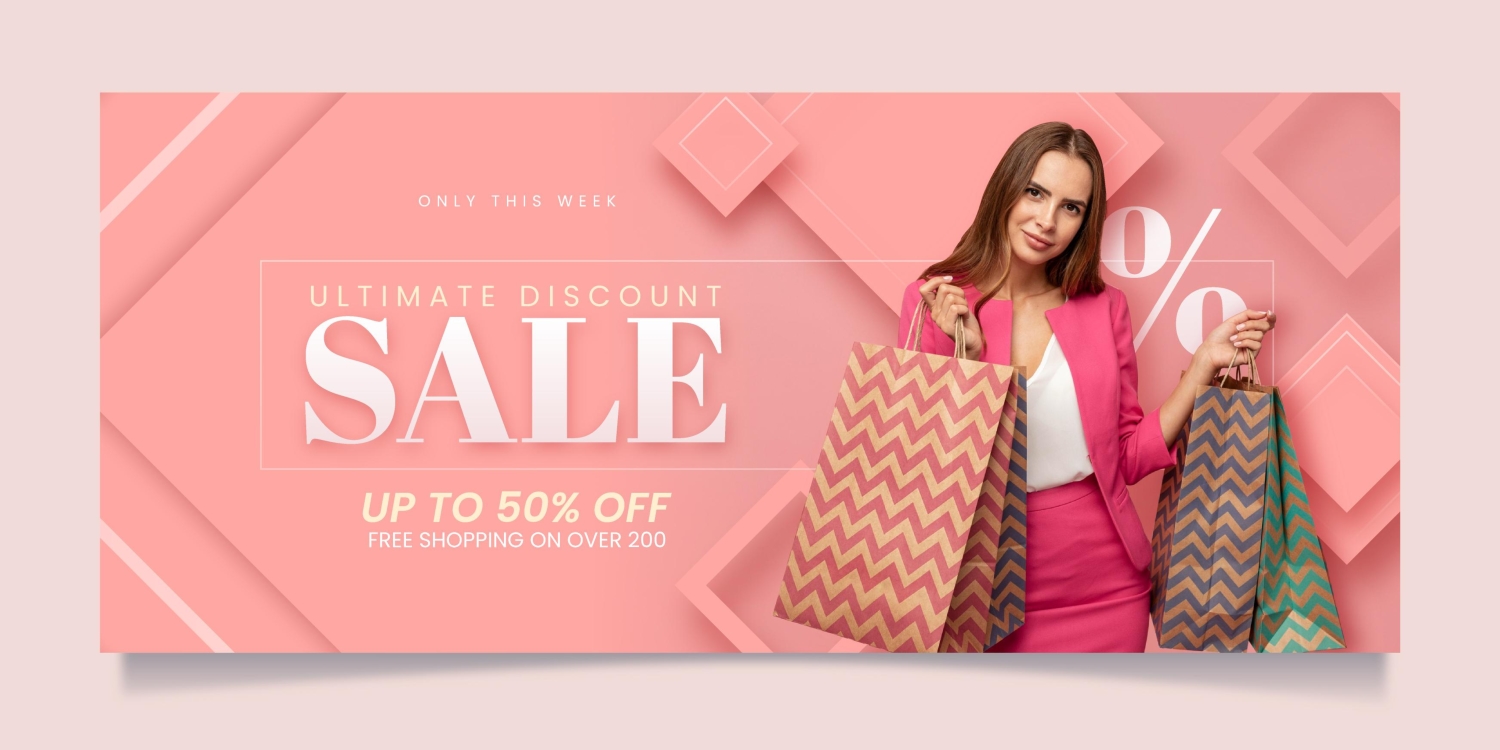 ONLY THIS WEEK
ULTIMATE DISCOUNT
SALE
%
UP TO 50% OFF
FREE SHOPPING ON OVER 200